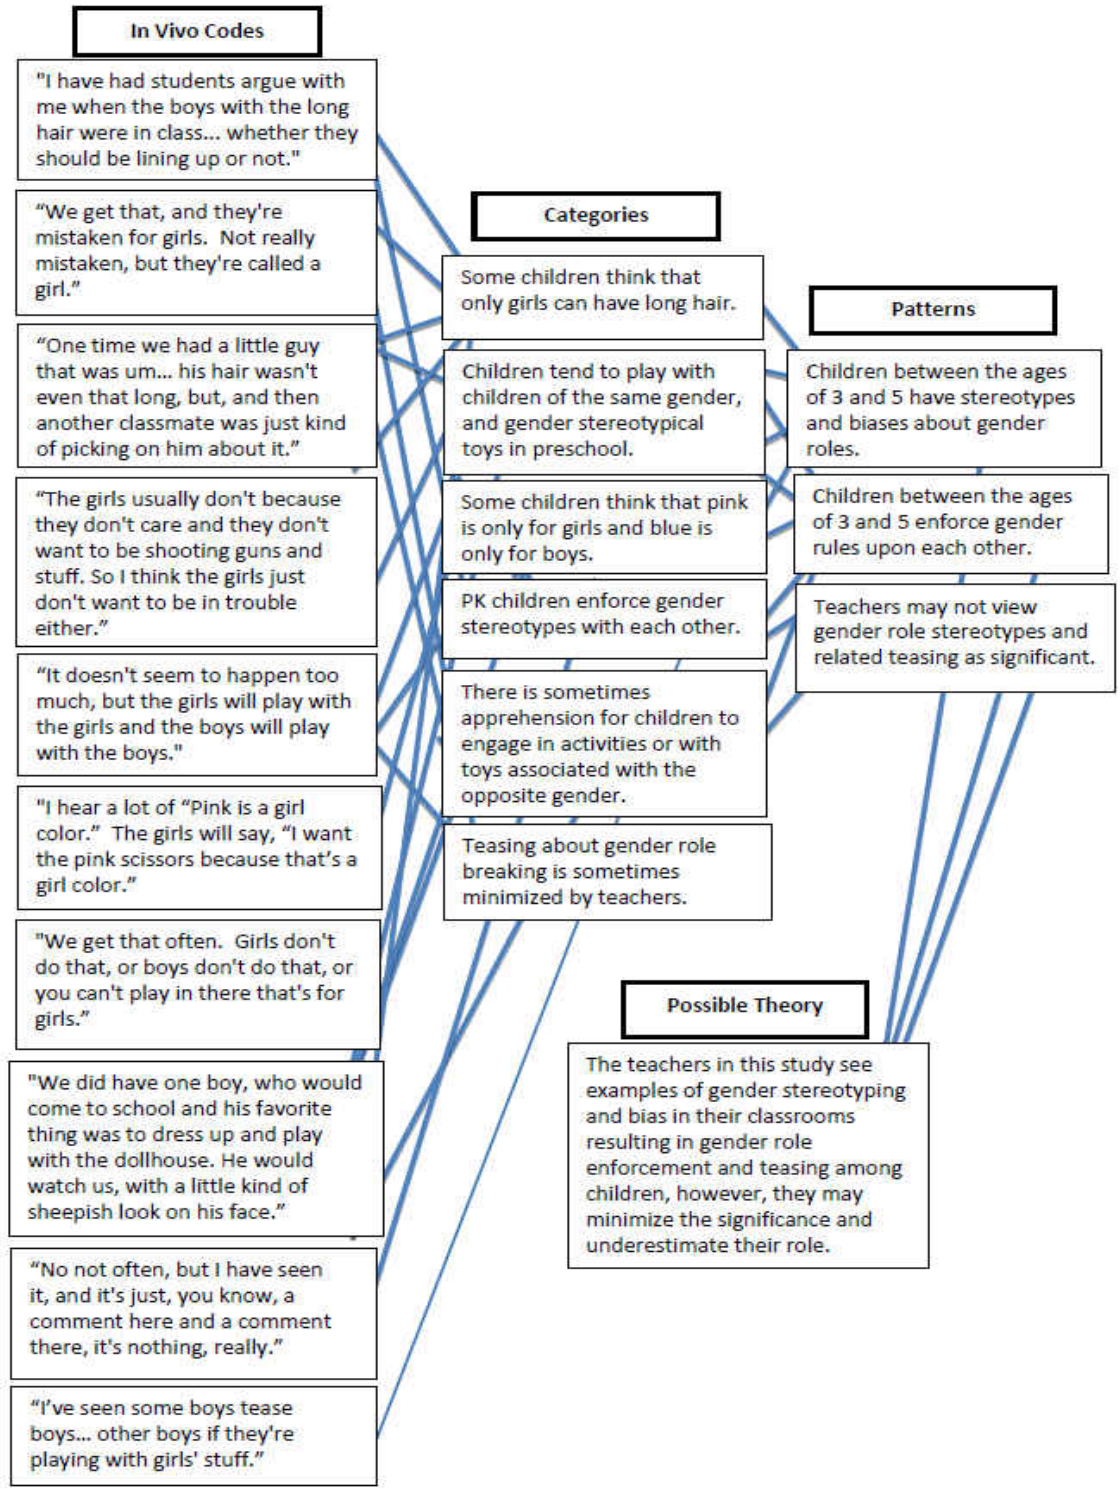 In Vivo Codes
"I have had students argue with
me when the boys with the long
hair were in class... whether they
should be lining up or not."
“We get that, and they're
mistaken for girls.  Not really
mistaken, but they're called a
girl.”
“One time we had a little guy
that was um... his hair wasn't
even that long, but, and then
another classmate was just kind
of picking on him about it.”
“The girls usually don't because
they don't care and they don't
want to be shooting guns and
stuff. So I think the girls just
don't want to be in trouble
either.”
“It doesn't seem to happen too
much, but the girls will play with
the girls and the boys will play
with the boys."
"I hear a lot of “Pink is a girl
color.”  The girls will say, “I want
the pink scissors because that’s a
girl color.”
"We get that often.  Girls don't
do that, or boys don't do that, or
you can't play in there that's for
girls.”
"We did have one boy, who would
come to school and his favorite
thing was to dress up and play
with the dollhouse. He would
watch us, with a little kind of
sheepish look on his face.”
“No not often, but I have seen
it, and it's just, you know, a
comment here and a comment
there, it's nothing, really.”
“I’ve seen some boys tease
boys... other boys if they're
playing with girls' stuff.”
Categories
Some children think that
only girls can have long hair.
Children tend to play with
children of the same gender,
and gender stereotypical
toys in preschool.
Some children think that pink
is only for girls and blue is
only for boys.
PK children enforce gender
stereotypes with each other.
There is sometimes
apprehension for children to
engage in activities or with
toys associated with the
opposite gender.
Teasing about gender role
breaking is sometimes
minimized by teachers.
Patterns
Children between the ages
of 3 and 5 have stereotypes
and biases about gender
roles.
Children between the ages
of 3 and 5 enforce gender
rules upon each other.
Teachers may not view
gender role stereotypes and
related teasing as significant.
Possible Theory
The teachers in this study see
examples of gender stereotyping
and bias in their classrooms
resulting in gender role
enforcement and teasing among
children, however, they may
minimize the significance and
underestimate their role.